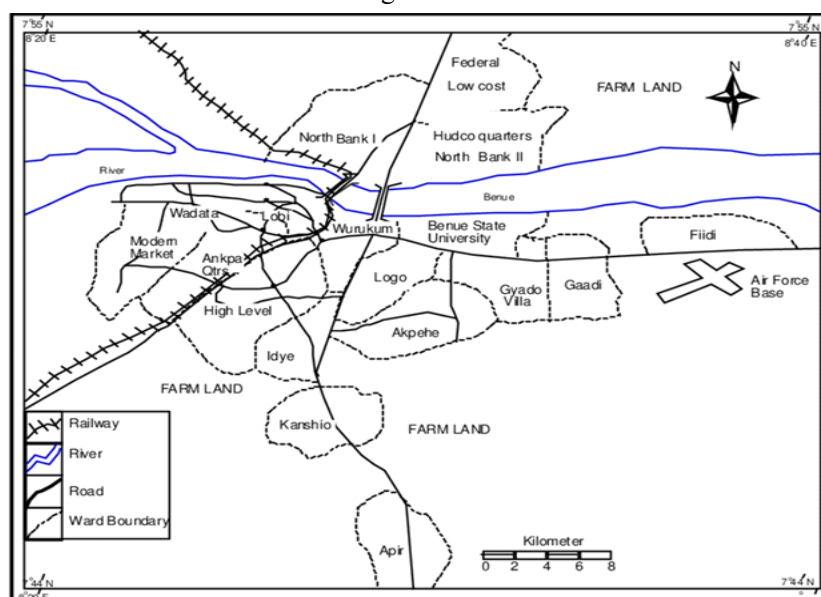 7°55 N
8°20 E
7°55 N
8°40 E
N
Federal
Low cost
FARM LAND
North Bank I
Hudco quarters
North Bank II
River
Benue
Wadata
Lobi
Wurukum
Benue State
University
Fiidi
Modern
Market
Ankpa
Qtrs
Logo
Gyado
Villa
Gaadi
Air Force
Base
High Level
Akpehe
Idye
FARM LAND
Kanshio
FARM LAND
Railway
River
Road
Ward Boundary
Apir
Kilometer
0 2 4 6 8
7°44 N
7°44 N